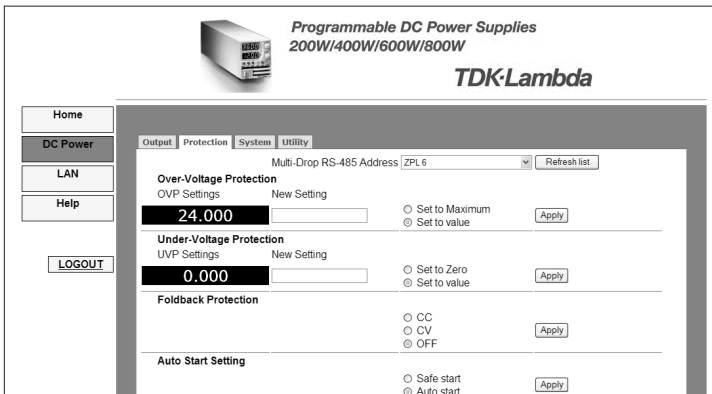 Programmable DC Power Supplies
200W/400W/600W/800W
TDK·Lambda
Home
DC Power
LAN
Help
LOGOUT
Output Protection System Utility
Multi-Drop RS-485 Address ZPL 6 Refresh list
Over-Voltage Protection
OVP Settings New Setting
24.000
Set to Maximum
Set to value
Apply
Under-Voltage Protection
UVP Settings New Setting
0.000
Set to Zero
Set to value
Apply
Foldback Protection
CC
CV
OFF
Apply
Auto Start Setting
Safe start
Auto start
Apply